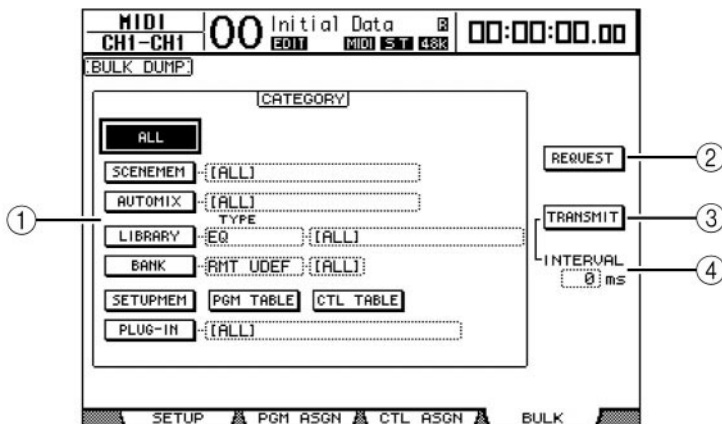 MIDI
CH1-CH1
00 Initial Data R
EDIT MIDI ST 48k
00:00:00.00
BULK DUMP
CATEGORY
ALL
REQUEST ②
SCENEMEM [ALL]
AUTOMIX [ALL]
① TRANSMIT ③
TYPE
LIBRARY EQ [ALL]
INTERVAL ④
BANK RMT UDEF [ALL]
0 ms
SETUPMEM PGM TABLE CTL TABLE
PLUG-IN [ALL]
SETUP PGM ASGN CTL ASGN BULK